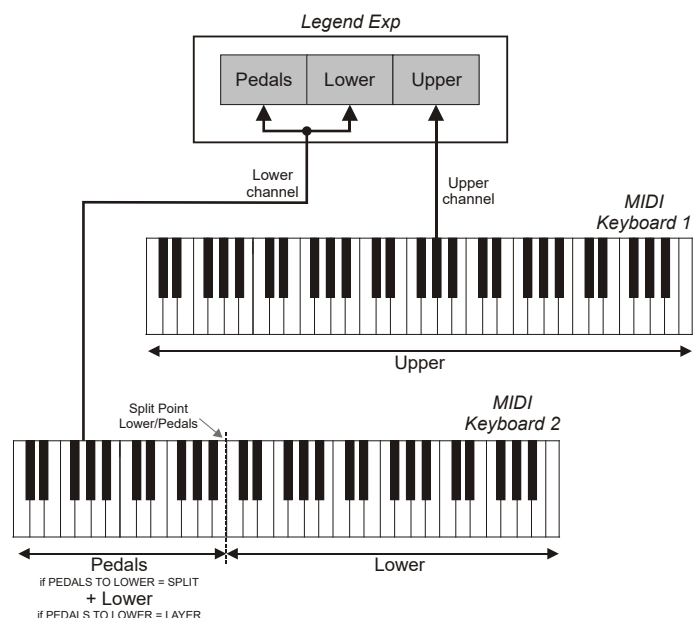 Legend Exp
Pedals Lower Upper
Lower
channel
Upper
channel
MIDI
Keyboard 1
Upper
Split Point
Lower/Pedals
MIDI
Keyboard 2
Pedals
if PEDALS TO LOWER = SPLIT
+ Lower
if PEDALS TO LOWER = LAYER
Lower